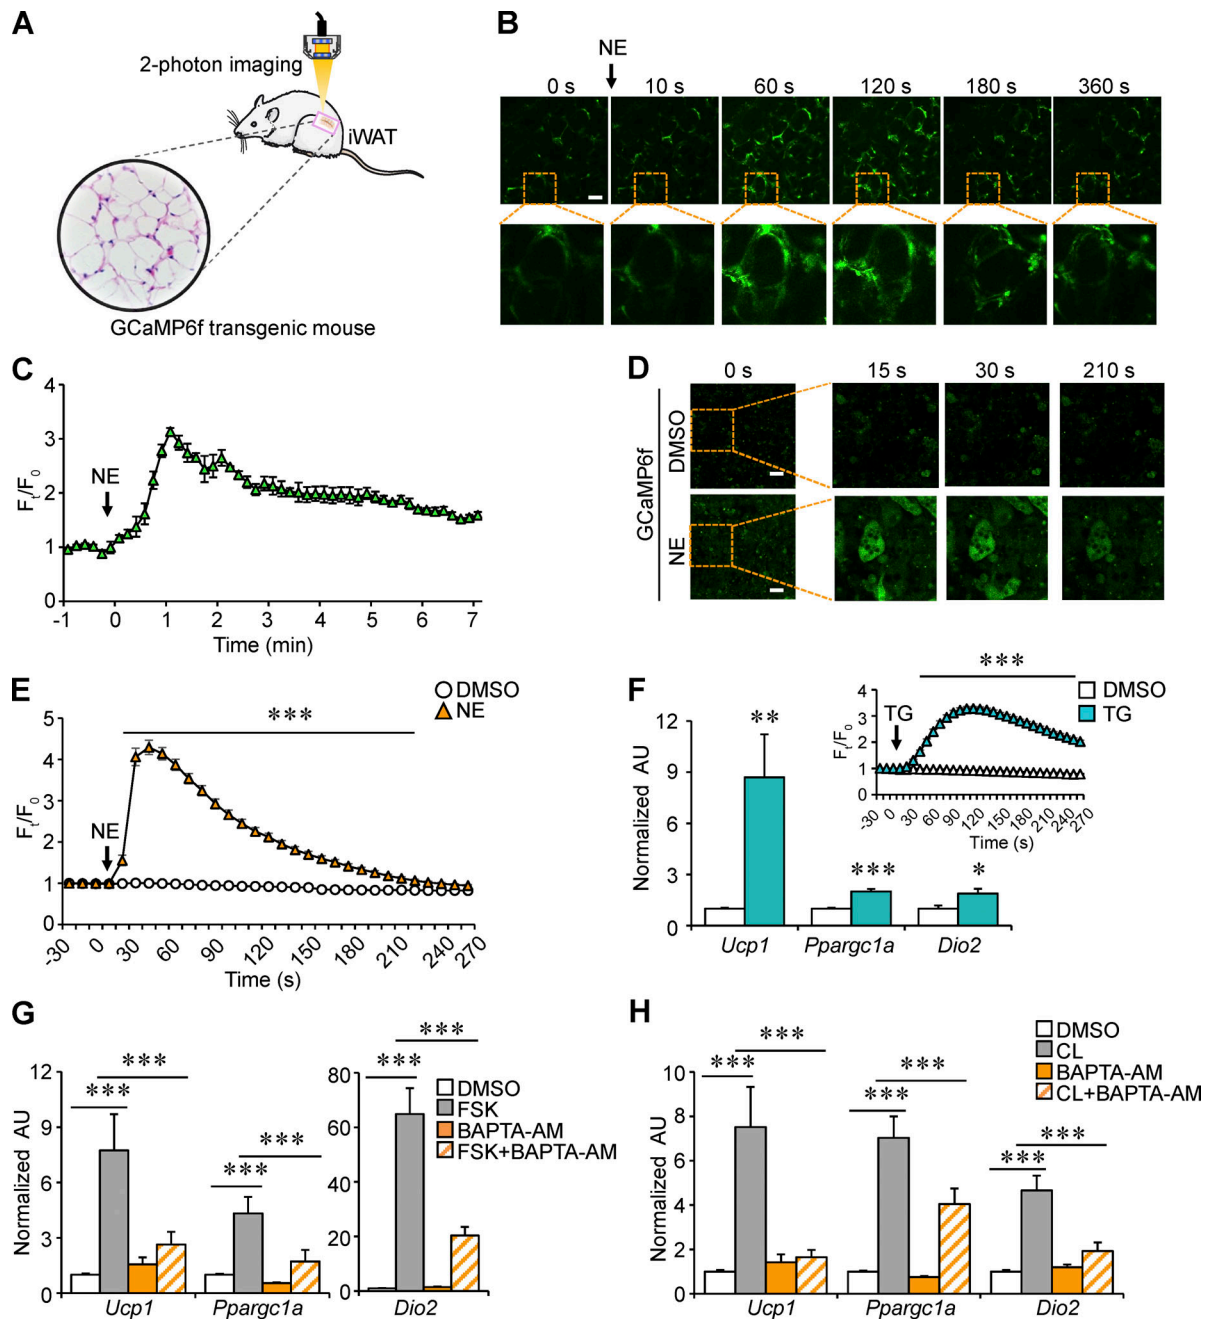 A
2-photon imaging
iWAT
GCaMP6f transgenic mouse
B
NE
0 s 10 s 60 s 120 s 180 s 360 s
C
4
3
2
1
0
Ft/F0
NE
-1 0 1 2 3 4 5 6 7
Time (min)
D
0 s 15 s 30 s 210 s
GCaMP6f
DMSO
NE
E
DMSO
NE
***
5
4
3
2
1
0
Ft/F0
NE
-30 0 30 60 90 120 150 180 210 240 270
Time (s)
F
12
9
6
3
0
Normalized AU
** *** *
Ucp1 Ppargc1a Dio2
***
DMSO
TG
4
3
2
1
0
Ft/F0
TG
-30 0 30 60 90 120 150 180 210 240 270
Time (s)
G
12
9
6
3
0
Normalized AU
***
***
***
***
Ucp1 Ppargc1a
80
60
40
20
0
***
***
Dio2
DMSO
FSK
BAPTA-AM
FSK+BAPTA-AM
H
DMSO
CL
BAPTA-AM
CL+BAPTA-AM
10
8
6
4
2
0
Normalized AU
***
***
***
***
***
***
Ucp1 Ppargc1a Dio2